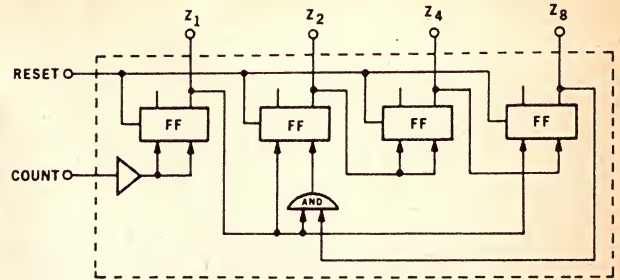 Z1 Z2 Z4 Z8
RESET
FF FF FF FF
COUNT
AND